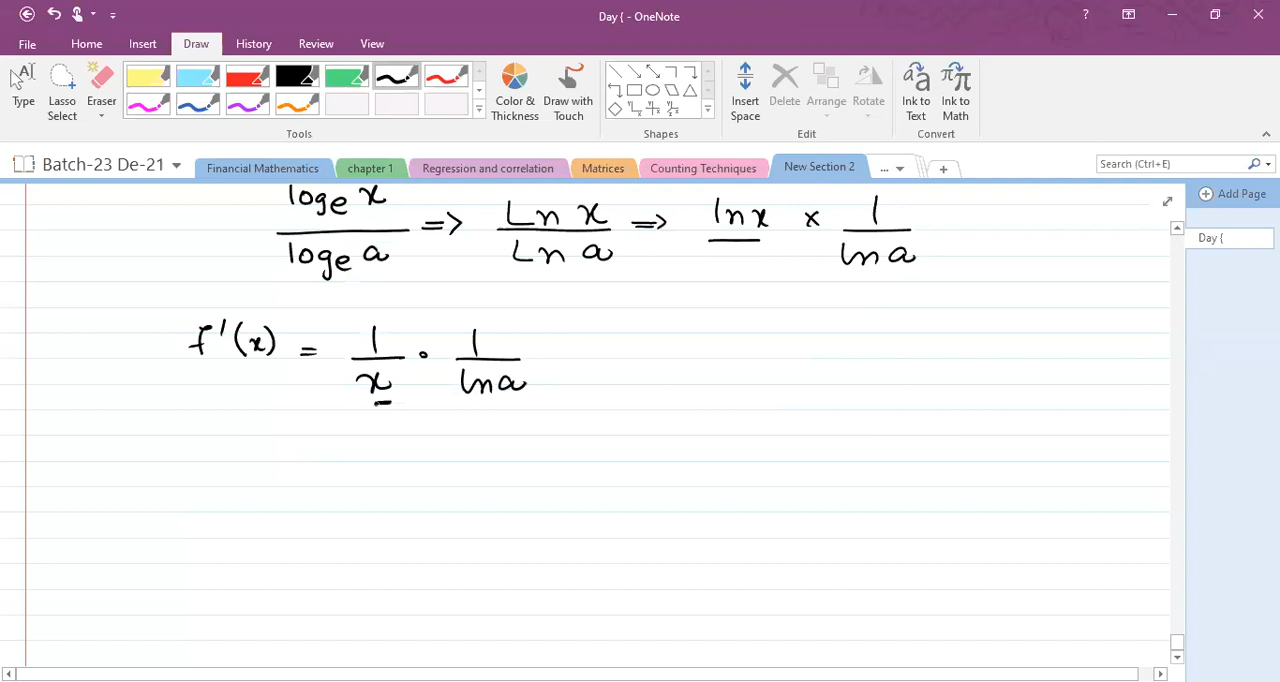 Day { - OneNote
File Home Insert Draw History Review View
Type Lasso Select Eraser Color & Thickness Draw with Touch Insert Space Delete Arrange Rotate Ink to Text Ink to Math
Tools Shapes Edit Convert
Batch-23 De-21 Financial Mathematics chapter 1 Regression and correlation Matrices Counting Techniques New Section 2 ... + Search (Ctrl+E)
Add Page
Day {
log_e x / log_e a => Ln x / Ln a => ln x × 1 / ln a
f'(x) = 1/x · 1/ln a